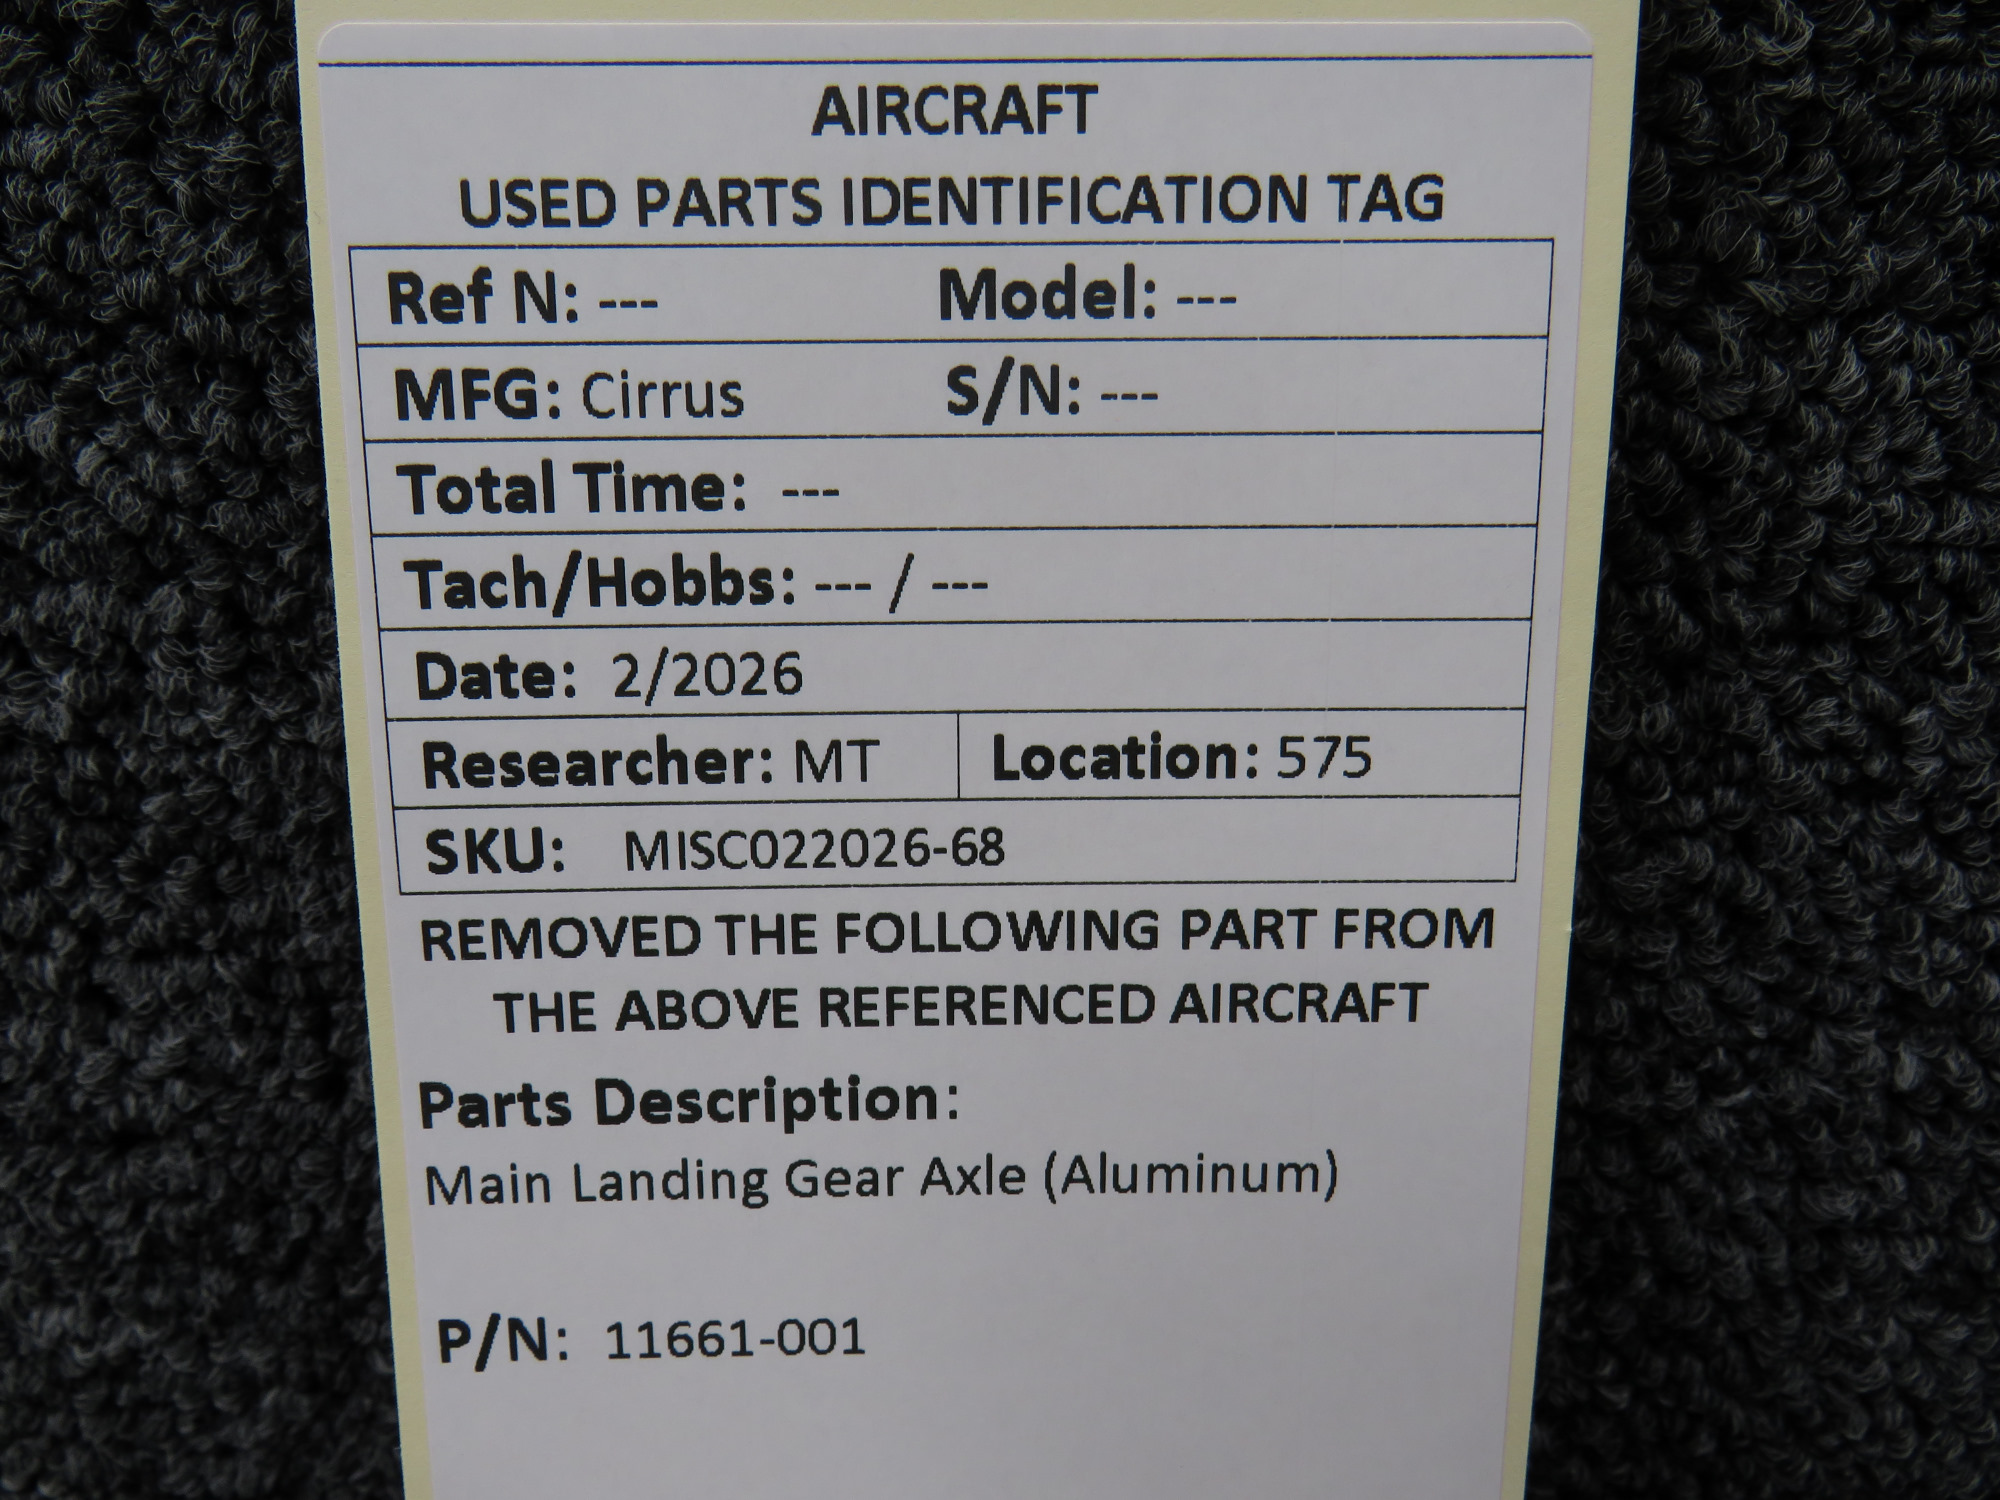 AIRCRAFT
USED PARTS IDENTIFICATION TAG
Ref N: --- Model: ---
MFG: Cirrus S/N: ---
Total Time: ---
Tach/Hobbs: --- / ---
Date: 2/2026
Researcher: MT Location: 575
SKU: MISC022026-68
REMOVED THE FOLLOWING PART FROM
THE ABOVE REFERENCED AIRCRAFT
Parts Description:
Main Landing Gear Axle (Aluminum)
P/N: 11661-001